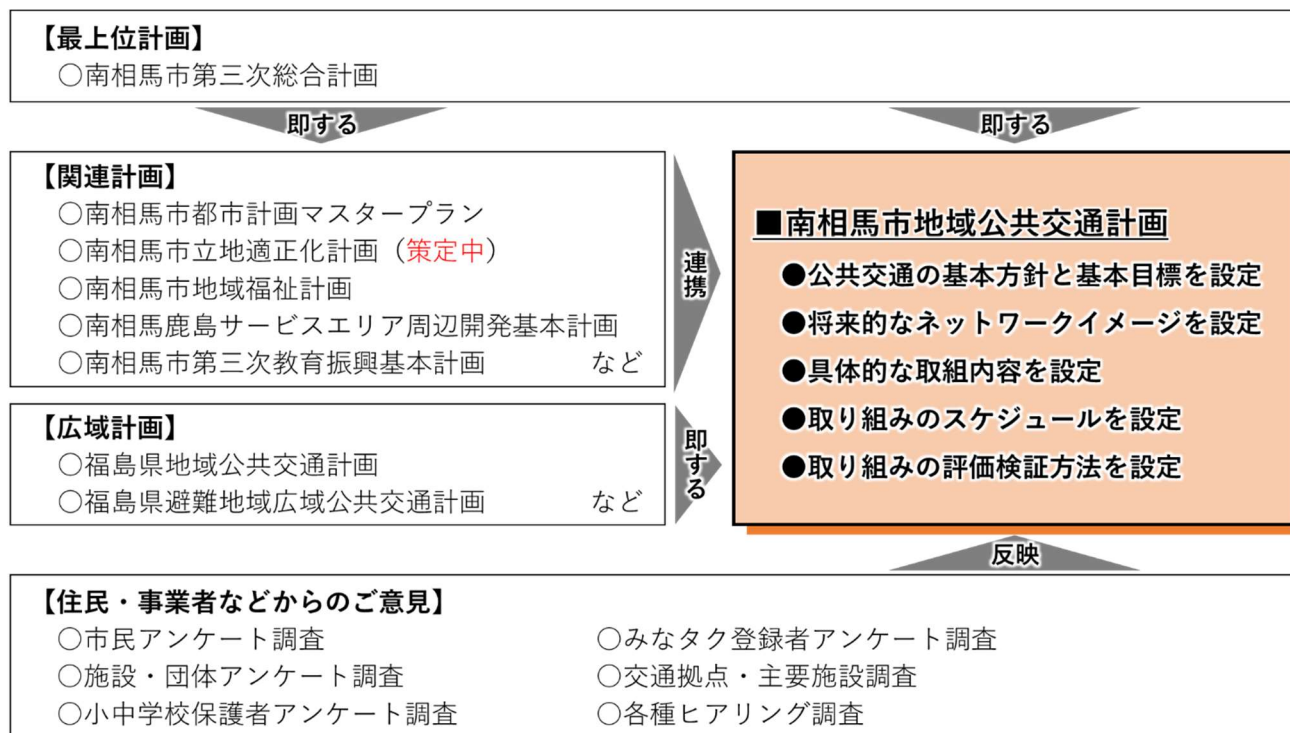 【最上位計画】
○南相馬市第三次総合計画
即する
即する
【関連計画】
○南相馬市都市計画マスタープラン
○南相馬市立地適正化計画（策定中）
○南相馬市地域福祉計画
○南相馬鹿島サービスエリア周辺開発基本計画
○南相馬市第三次教育振興基本計画 など
連携
【広域計画】
○福島県地域公共交通計画
○福島県避難地域広域公共交通計画 など
即する
■南相馬市地域公共交通計画
●公共交通の基本方針と基本目標を設定
●将来的なネットワークイメージを設定
●具体的な取組内容を設定
●取り組みのスケジュールを設定
●取り組みの評価検証方法を設定
反映
【住民・事業者などからのご意見】
○市民アンケート調査 ○みなタク登録者アンケート調査
○施設・団体アンケート調査 ○交通拠点・主要施設調査
○小中学校保護者アンケート調査 ○各種ヒアリング調査